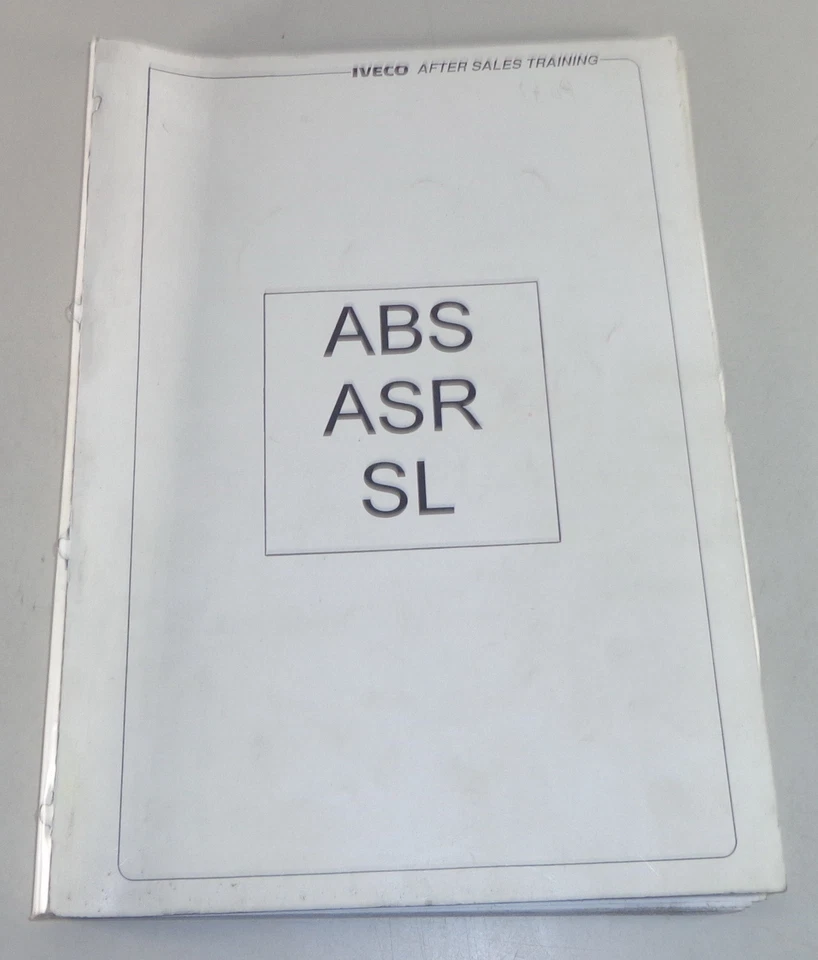 IVECO AFTER SALES TRAINING
ABS
ASR
SL